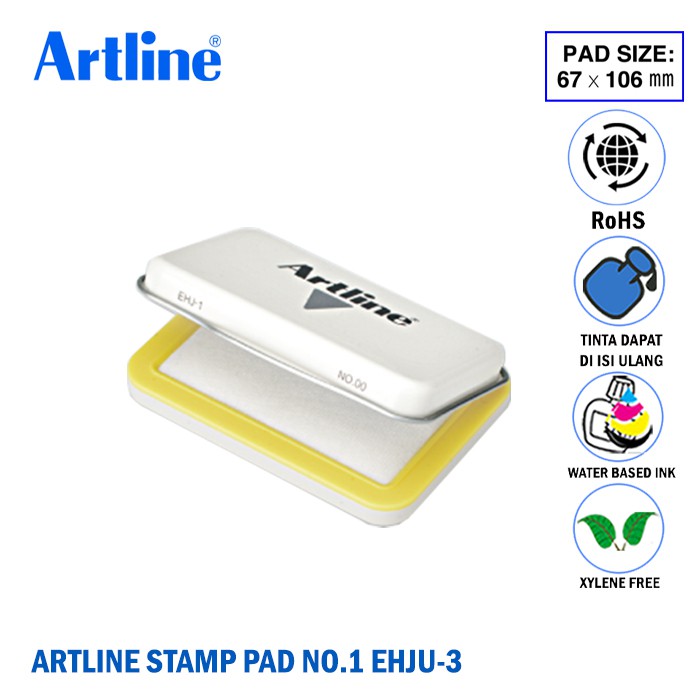 Artline®
PAD SIZE:
67 × 106 mm
RoHS
TINTA DAPAT
DI ISI ULANG
WATER BASED INK
XYLENE FREE
Artline
EHJ-1
NO.00
ARTLINE STAMP PAD NO.1 EHJU-3